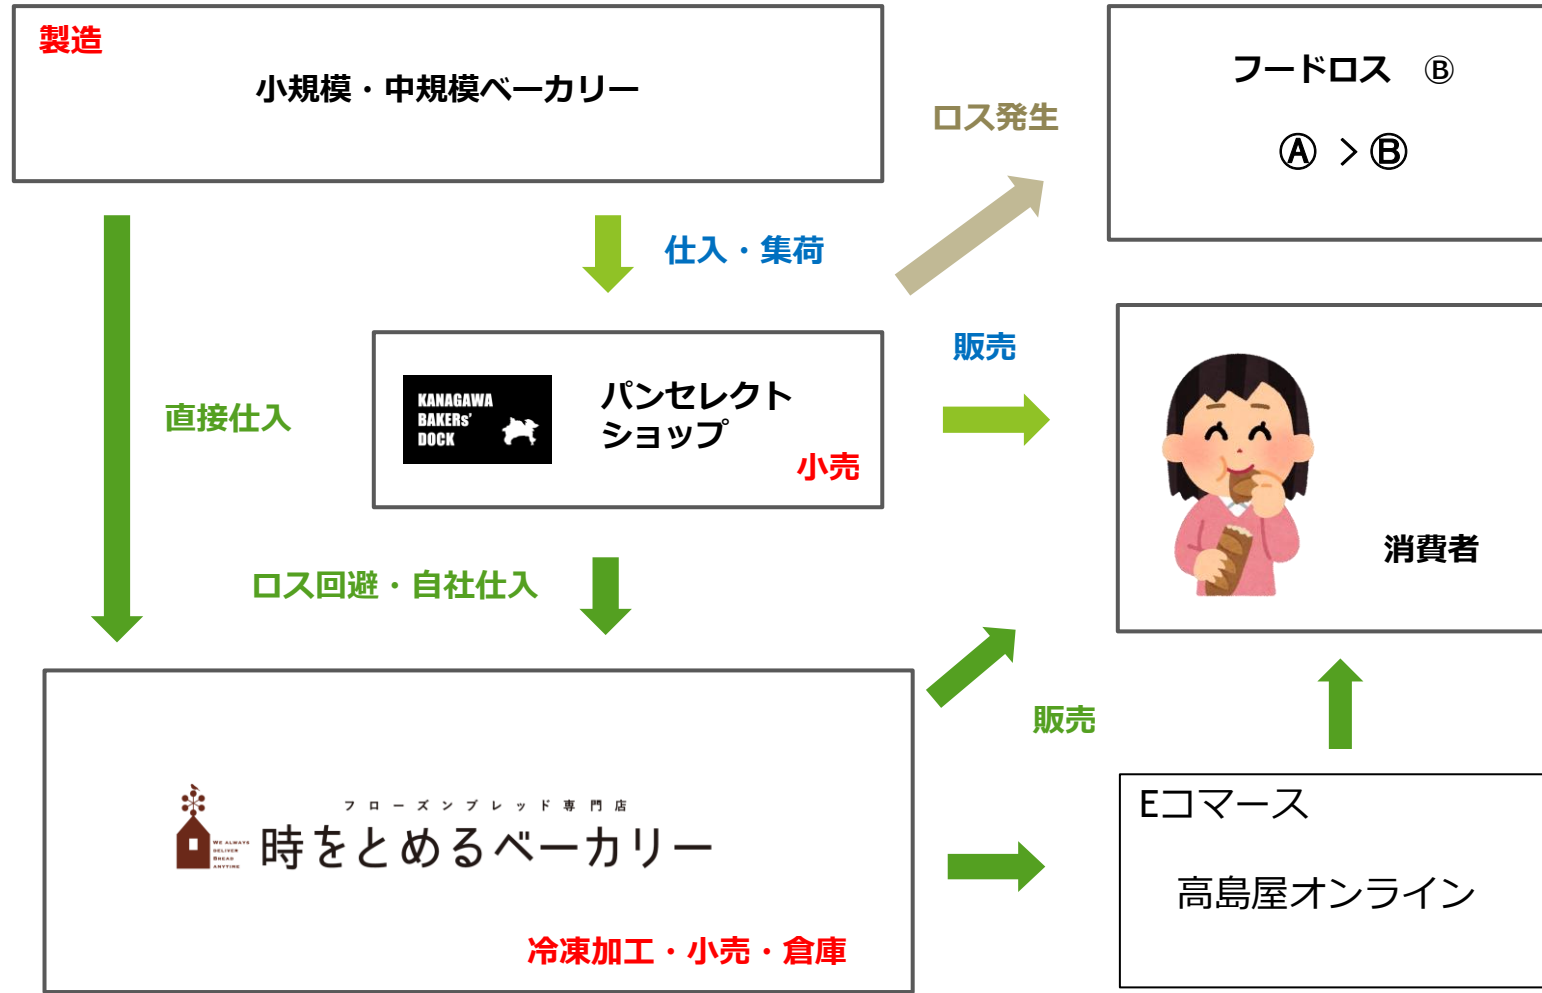 製造
小規模・中規模ベーカリー
フードロス　Ⓑ
Ⓐ ＞Ⓑ
ロス発生
仕入・集荷
販売
直接仕入
KANAGAWA
BAKERs'
DOCK
パンセレクト
ショップ
小売
消費者
ロス回避・自社仕入
販売
フローズンブレッド専門店
時をとめるベーカリー
WE ALWAYS
DELIVER
BREAD
ANYTIME
冷凍加工・小売・倉庫
Eコマース
高島屋オンライン